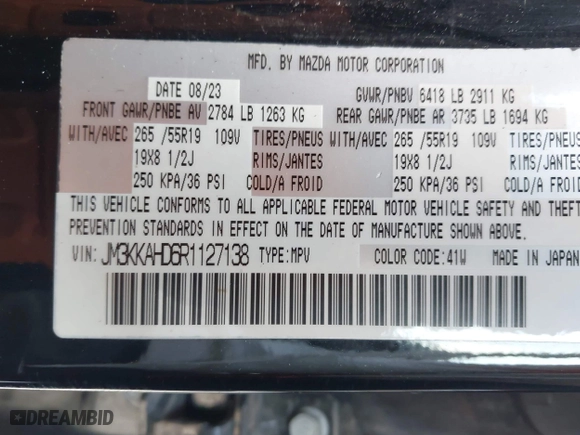 MFD. BY MAZDA MOTOR CORPORATION
DATE 08/23 GVWR/PNBV 6418 LB 2911 KG
FRONT GAWR/PNBE AV 2784 LB 1263 KG REAR GAWR/PNBE AR 3735 LB 1694 KG
WITH/AVEC 265 /55R19 109V TIRES/PNEUS WITH/AVEC 265 /55R19 109V TIRES/PNEUS
19X8 1/2J RIMS/JANTES 19X8 1/2J RIMS/JANTES
250 KPA/36 PSI COLD/A FROID 250 KPA/36 PSI COLD/A
THIS VEHICLE CONFORMS TO ALL APPLICABLE FEDERAL MOTOR VEHICLE SAFETY AND THEFT
PREVENTION STANDARDS IN EFFECT ON THE DATE OF MANUFACTURE SHOWN ABOVE.
VIN: JM3KKAHD6R1127138 TYPE:MPV COLOR CODE:41W MADE IN JAPAN
DREAMBID